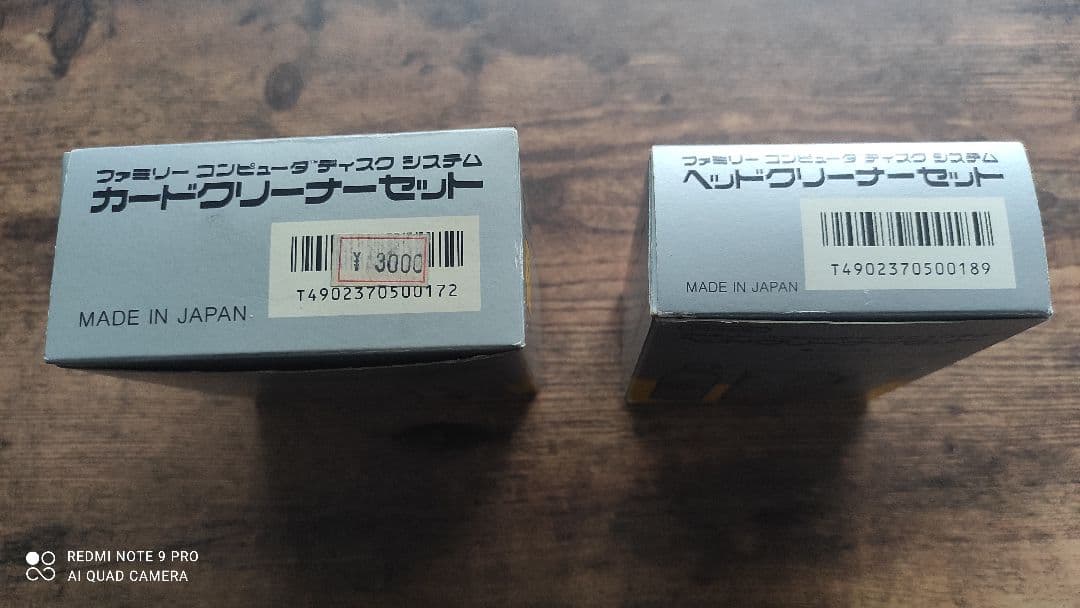 ファミリー コンピュータ ディスク システム
カードクリーナーセット
¥ 3000
T4902370500172
MADE IN JAPAN
ファミリー コンピュータ ディスク システム
ヘッドクリーナーセット
T4902370500189
MADE IN JAPAN
REDMI NOTE 9 PRO
AI QUAD CAMERA